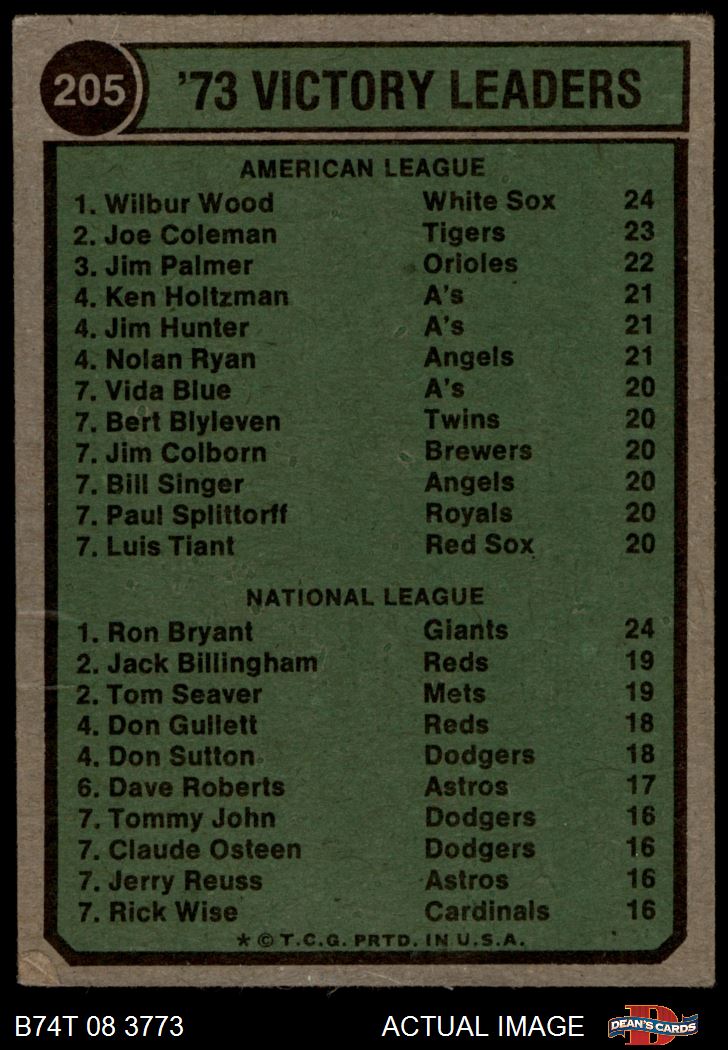 205 '73 VICTORY LEADERS
AMERICAN LEAGUE
1. Wilbur Wood White Sox 24
2. Joe Coleman Tigers 23
3. Jim Palmer Orioles 22
4. Ken Holtzman A's 21
4. Jim Hunter A's 21
4. Nolan Ryan Angels 21
7. Vida Blue A's 20
7. Bert Blyleven Twins 20
7. Jim Colborn Brewers 20
7. Bill Singer Angels 20
7. Paul Splittorff Royals 20
7. Luis Tiant Red Sox 20
NATIONAL LEAGUE
1. Ron Bryant Giants 24
2. Jack Billingham Reds 19
2. Tom Seaver Mets 19
4. Don Gullett Reds 18
4. Don Sutton Dodgers 18
6. Dave Roberts Astros 17
7. Tommy John Dodgers 16
7. Claude Osteen Dodgers 16
7. Jerry Reuss Astros 16
7. Rick Wise Cardinals 16
* © T.C.G. PRTD. IN U.S.A.
B74T 08 3773 ACTUAL IMAGE D DEAN'S CARDS